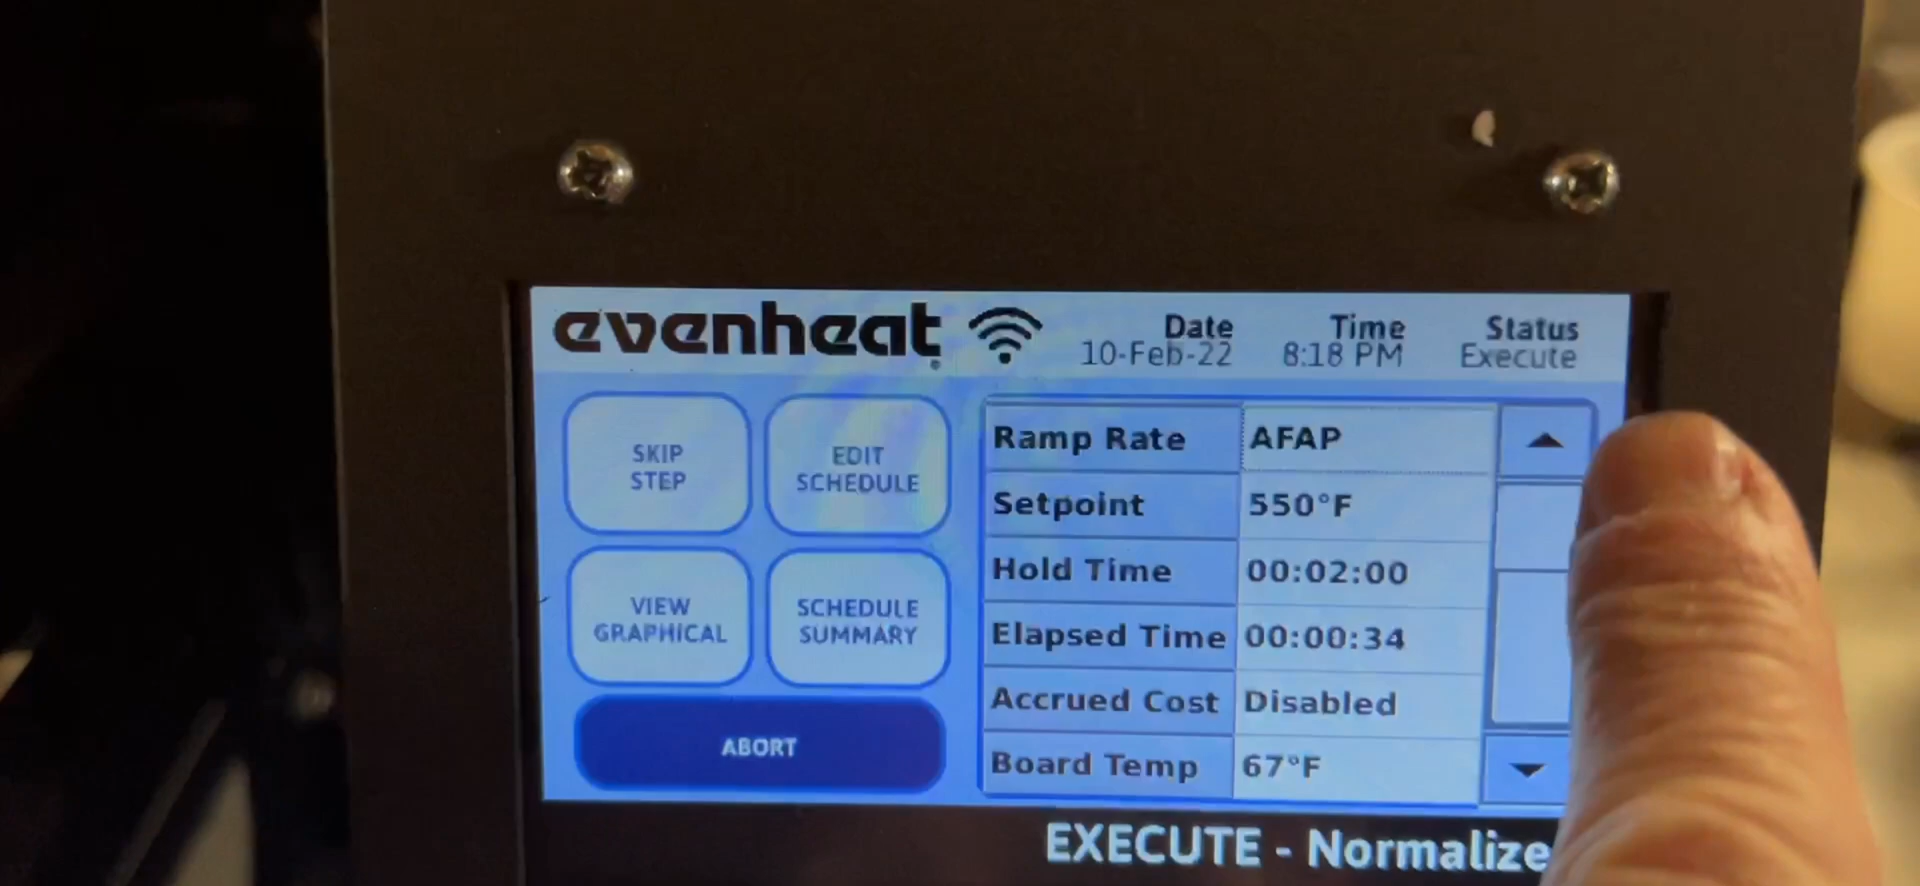 evenheat
Date
10-Feb-22
Time
8:18 PM
Status
Execute
SKIP
STEP
EDIT
SCHEDULE
VIEW
GRAPHICAL
SCHEDULE
SUMMARY
ABORT
Ramp Rate AFAP
Setpoint 550°F
Hold Time 00:02:00
Elapsed Time 00:00:34
Accrued Cost Disabled
Board Temp 67°F
EXECUTE - Normalize